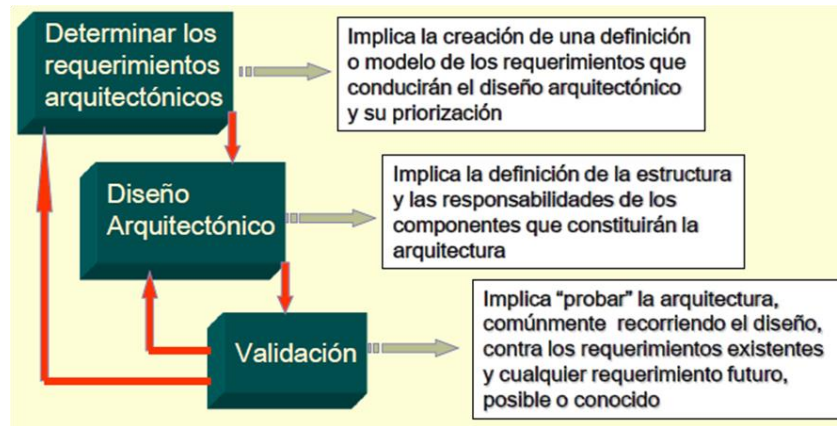 Determinar los
requerimientos
arquitectónicos
Implica la creación de una definición
o modelo de los requerimientos que
conducirán el diseño arquitectónico
y su priorización
Diseño
Arquitectónico
Implica la definición de la estructura
y las responsabilidades de los
componentes que constituirán la
arquitectura
Validación
Implica “probar” la arquitectura,
comúnmente recorriendo el diseño,
contra los requerimientos existentes
y cualquier requerimiento futuro,
posible o conocido